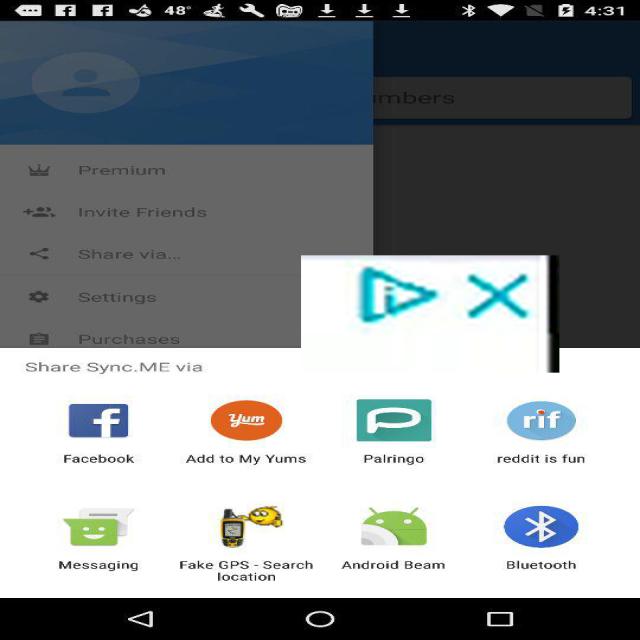 48° 4:31
umbers
Premium
Invite Friends
Share via...
Settings
Purchases
Share Sync.ME via
f Yum rif
Facebook Add to My Yums Palringo reddit is fun
Messaging Fake GPS - Search location Android Beam Bluetooth